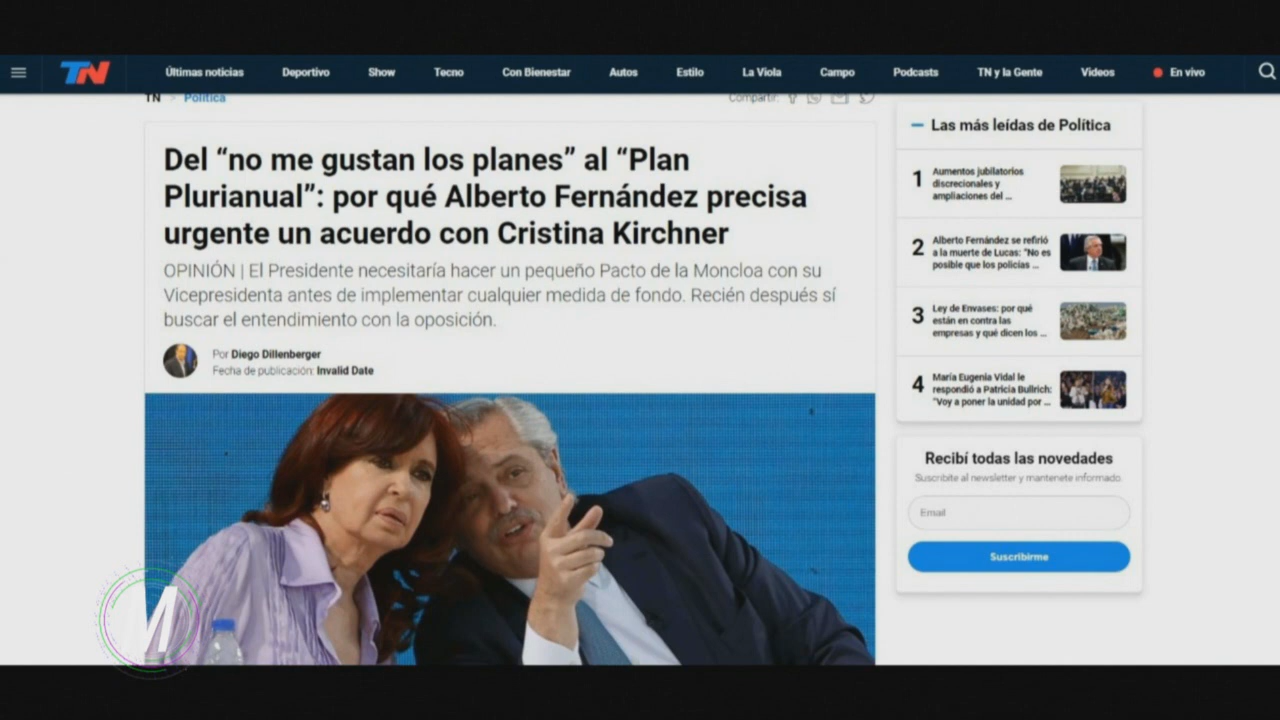 TN
Últimas noticias
Deportivo
Show
Tecno
Con Bienestar
Autos
Estilo
La Viola
Campo
Podcasts
TN y la Gente
Videos
En vivo
TN > Política
Compartir:
Del “no me gustan los planes” al “Plan
Plurianual”: por qué Alberto Fernández precisa
urgente un acuerdo con Cristina Kirchner
OPINIÓN | El Presidente necesitaría hacer un pequeño Pacto de la Moncloa con su
Vicepresidenta antes de implementar cualquier medida de fondo. Recién después sí
buscar el entendimiento con la oposición.
Por Diego Dillenberger
Fecha de publicación: Invalid Date
Las más leídas de Política
1
Aumentos jubilatorios
discrecionales y
ampliaciones del ...
2
Alberto Fernández se refirió
a la muerte de Lucas: “No es
posible que los policías ...
3
Ley de Envases: por qué
están en contra las
empresas y qué dicen los ...
4
María Eugenia Vidal le
respondió a Patricia Bullrich:
“Voy a poner la unidad por ...
Recibí todas las novedades
Suscribite al newsletter y mantenete informado.
Email
Suscribirme
M